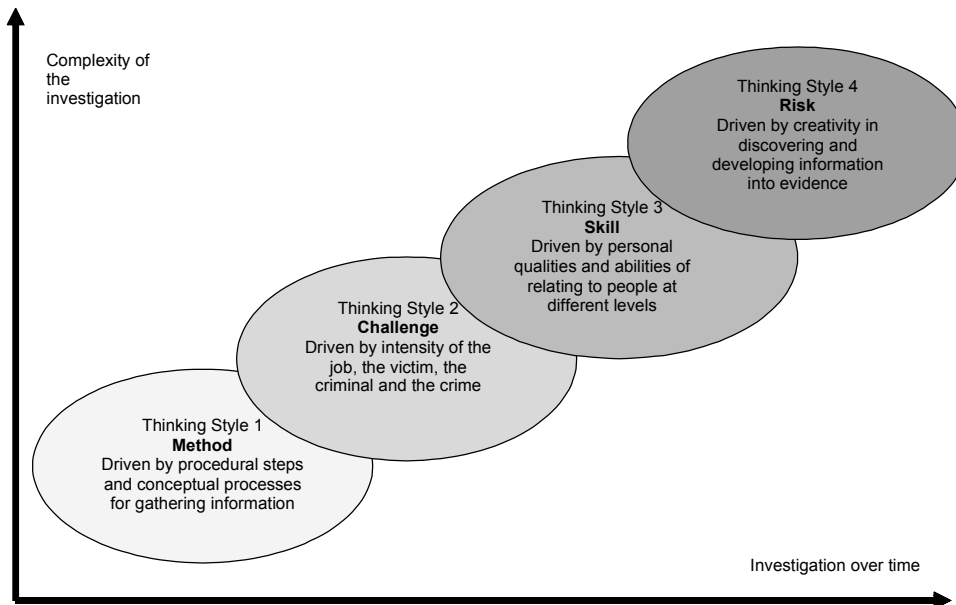 Complexity of
the
investigation
Thinking Style 4
Risk
Driven by creativity in
discovering and
developing information
into evidence
Thinking Style 3
Skill
Driven by personal
qualities and abilities of
relating to people at
different levels
Thinking Style 2
Challenge
Driven by intensity of the
job, the victim, the
criminal and the crime
Thinking Style 1
Method
Driven by procedural steps
and conceptual processes
for gathering information
Investigation over time